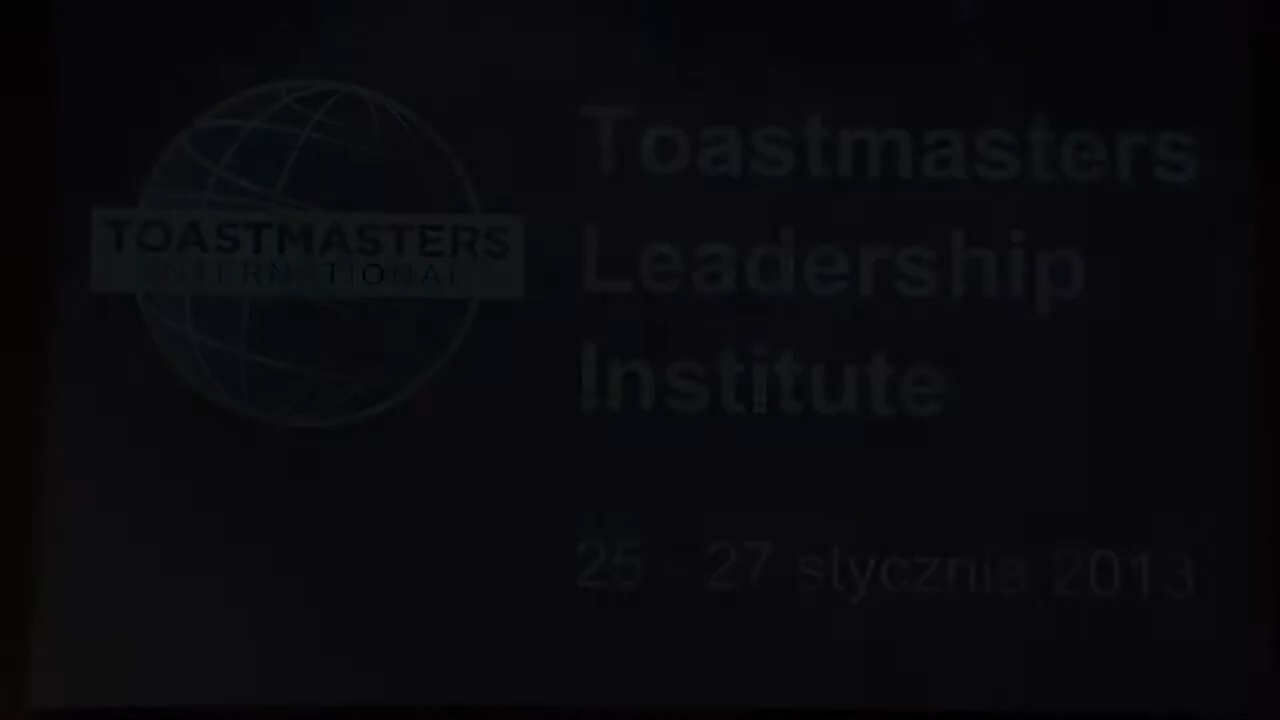 TOASTMASTERS
INTERNATIONAL
Toastmasters
Leadership
Institute
25 - 27 stycznia 2013